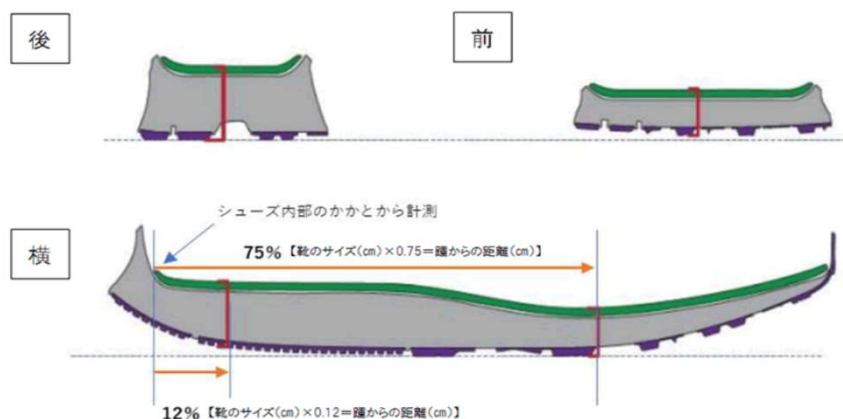 後
前
シューズ内部のかかとから計測
75% 【靴のサイズ(cm)×0.75=踵からの距離(cm)】
横
12% 【靴のサイズ(cm)×0.12=踵からの距離(cm)】